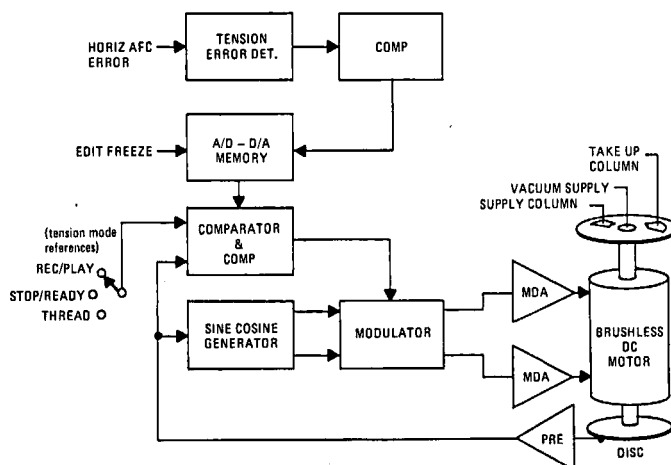 HORIZ AFC
ERROR
TENSION
ERROR DET.
COMP
EDIT FREEZE
A/D – D/A
MEMORY
TAKE UP
COLUMN
VACUUM SUPPLY
SUPPLY COLUMN
(tension mode
references)
REC/PLAY
STOP/READY
THREAD
COMPARATOR
&
COMP
SINE COSINE
GENERATOR
MODULATOR
MDA
MDA
BRUSHLESS
DC
MOTOR
PRE
DISC